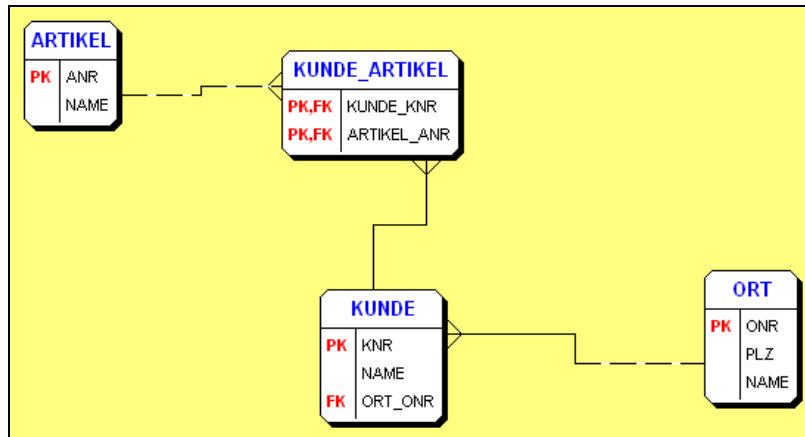 ARTIKEL
PK ANR
NAME
KUNDE_ARTIKEL
PK,FK KUNDE_KNR
PK,FK ARTIKEL_ANR
KUNDE
PK KNR
NAME
FK ORT_ONR
ORT
PK ONR
PLZ
NAME